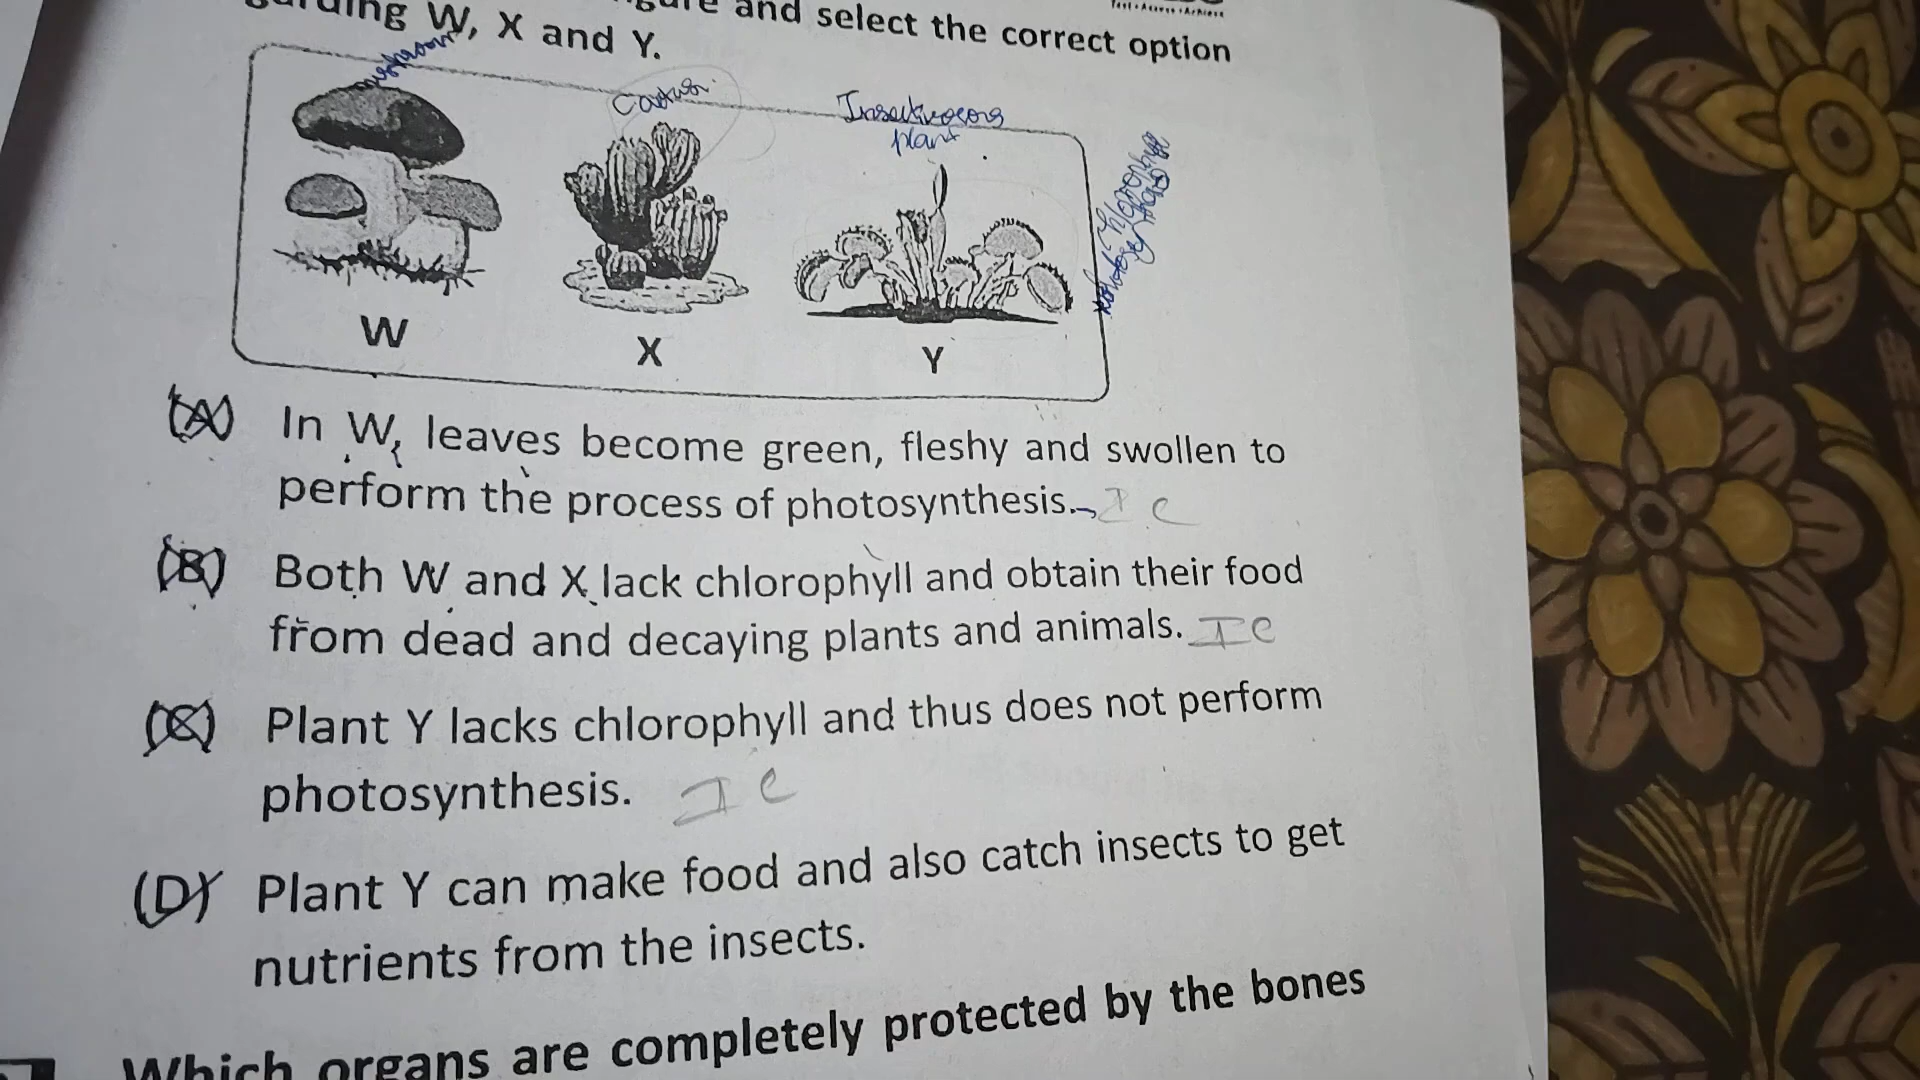 and select the correct option
W, X and Y.
Test • Assess • Achieve
Insectivorous
plant
W
X
Y
(A) In W, leaves become green, fleshy and swollen to
perform the process of photosynthesis. I C
(B) Both W and X lack chlorophyll and obtain their food
from dead and decaying plants and animals. I C
(C) Plant Y lacks chlorophyll and thus does not perform
photosynthesis. I C
(D) Plant Y can make food and also catch insects to get
nutrients from the insects.
Which organs are completely protected by the bones